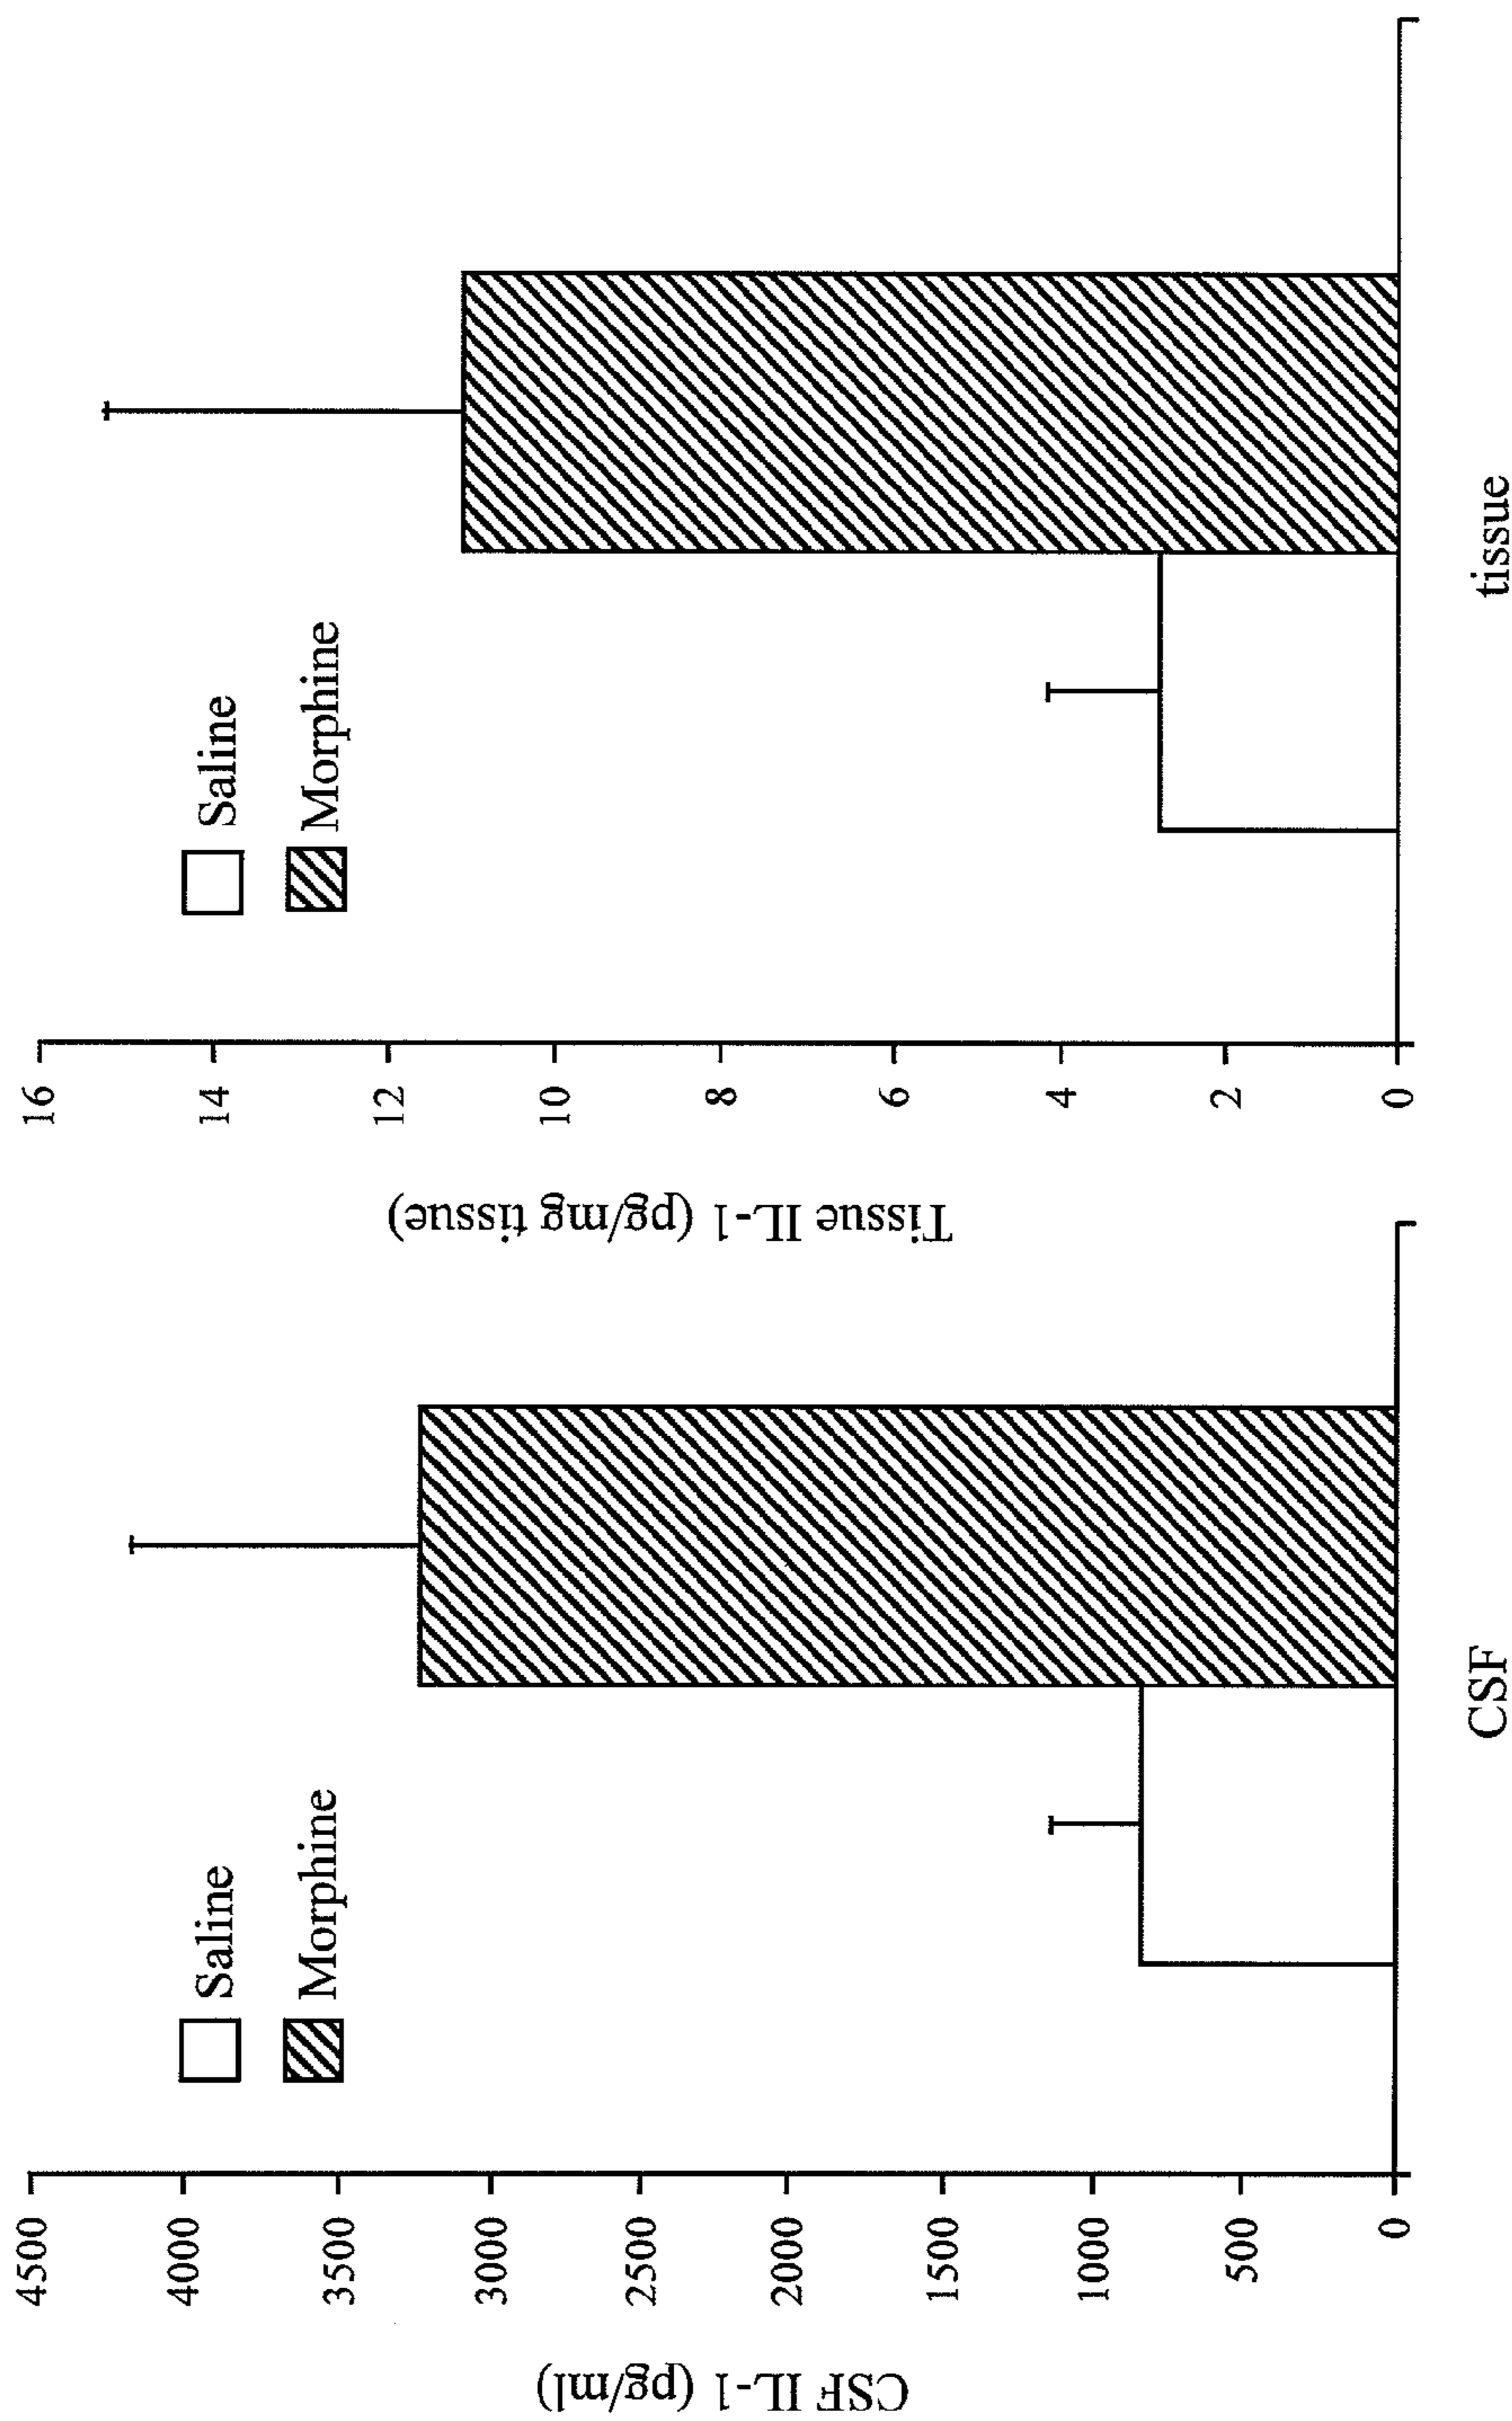 CSF IL-1 (pg/ml)
4500
4000
3500
3000
2500
2000
1500
1000
500
0
Saline
Morphine
CSF
Tissue IL-1 (pg/mg tissue)
16
14
12
10
8
6
4
2
0
Saline
Morphine
tissue